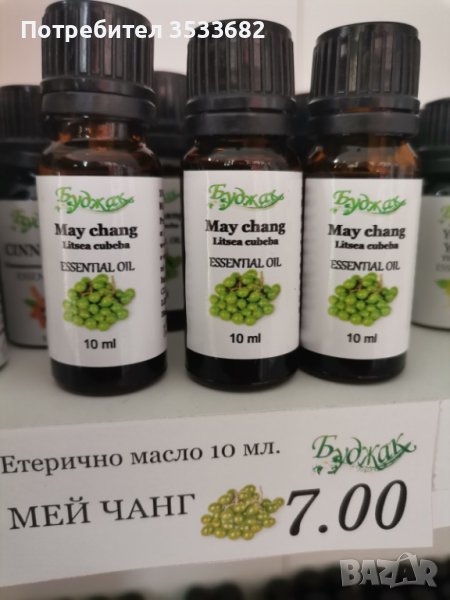 Потребител 3533682
Буджак
May chang
Litsea cubeba
ESSENTIAL OIL
10 ml
Буджак
May chang
Litsea cubeba
ESSENTIAL OIL
10 ml
Буджак
May chang
Litsea cubeba
ESSENTIAL OIL
10 ml
CINN
Етерично масло 10 мл.
Буджак
МЕЙ ЧАНГ
7.00
BAZAR